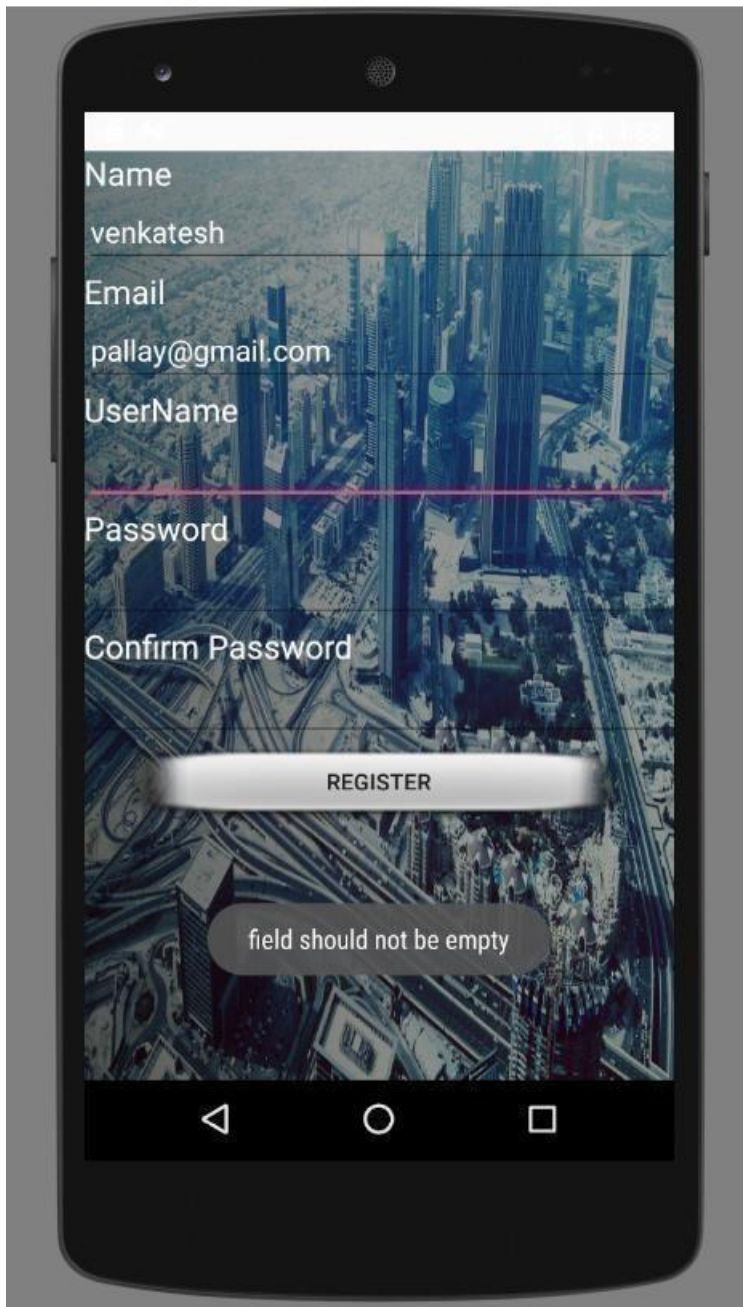 Name
venkatesh
Email
pallay@gmail.com
UserName
Password
Confirm Password
REGISTER
field should not be empty